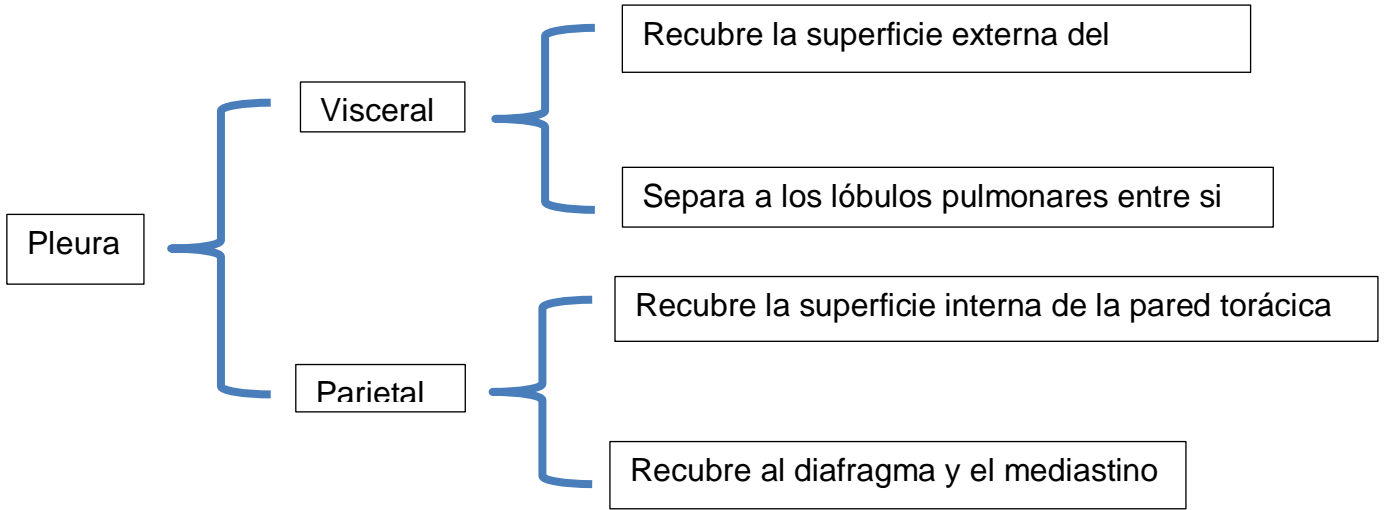 Recubre la superficie externa del
Visceral
Separa a los lóbulos pulmonares entre si
Pleura
Recubre la superficie interna de la pared torácica
Parietal
Recubre al diafragma y el mediastino